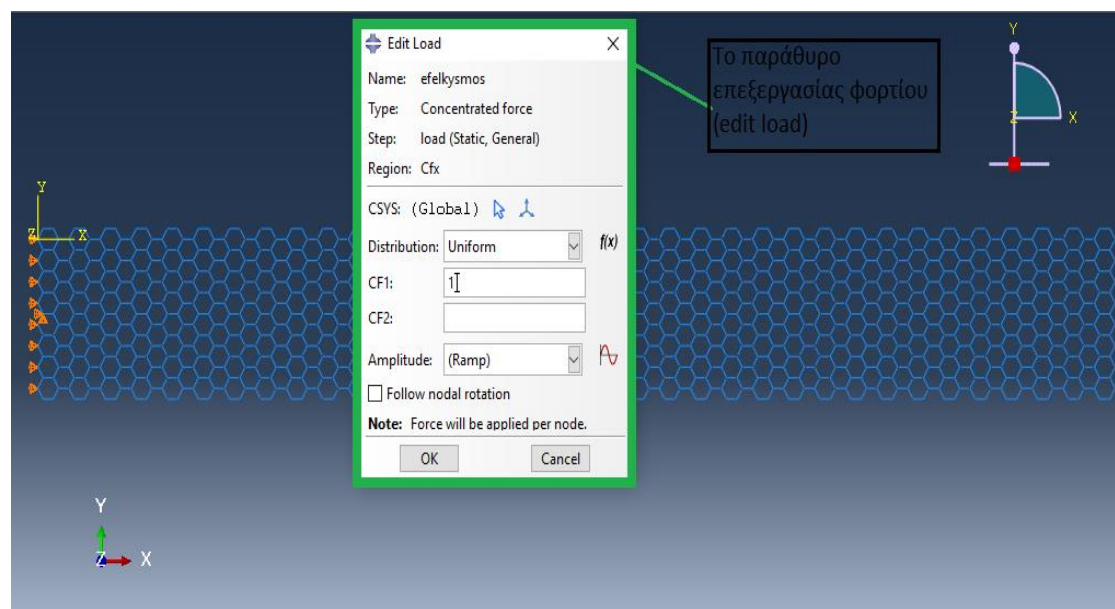 Edit Load
Name: efelkysmos
Type: Concentrated force
Step: load (Static, General)
Region: Cfx
CSYS: (Global)
Distribution: Uniform f(x)
CF1: 1
CF2:
Amplitude: (Ramp)
Follow nodal rotation
Note: Force will be applied per node.
OK Cancel
Το παράθυρο
επεξεργασίας φορτίου
(edit load)
Y
Z X
Y
Z X
Y
Z X